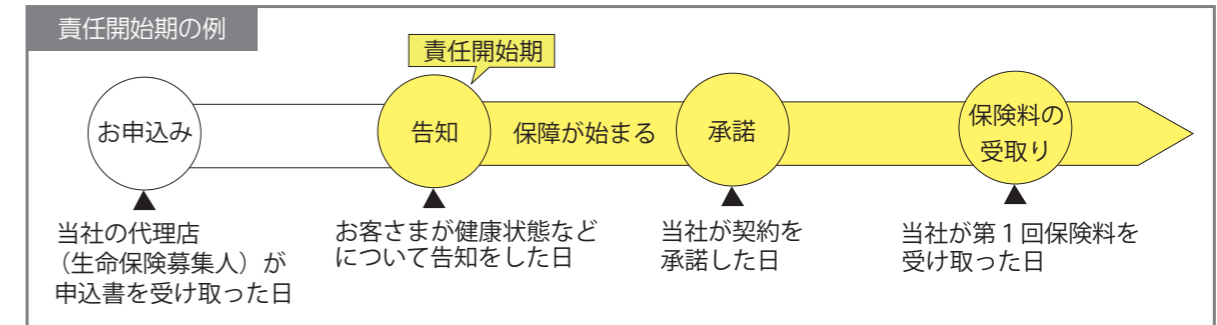 責任開始期の例
責任開始期
お申込み
告知
保障が始まる
承諾
保険料の
受取り
当社の代理店
（生命保険募集人）が
申込書を受け取った日
お客さまが健康状態など
について告知をした日
当社が契約を
承諾した日
当社が第１回保険料を
受け取った日